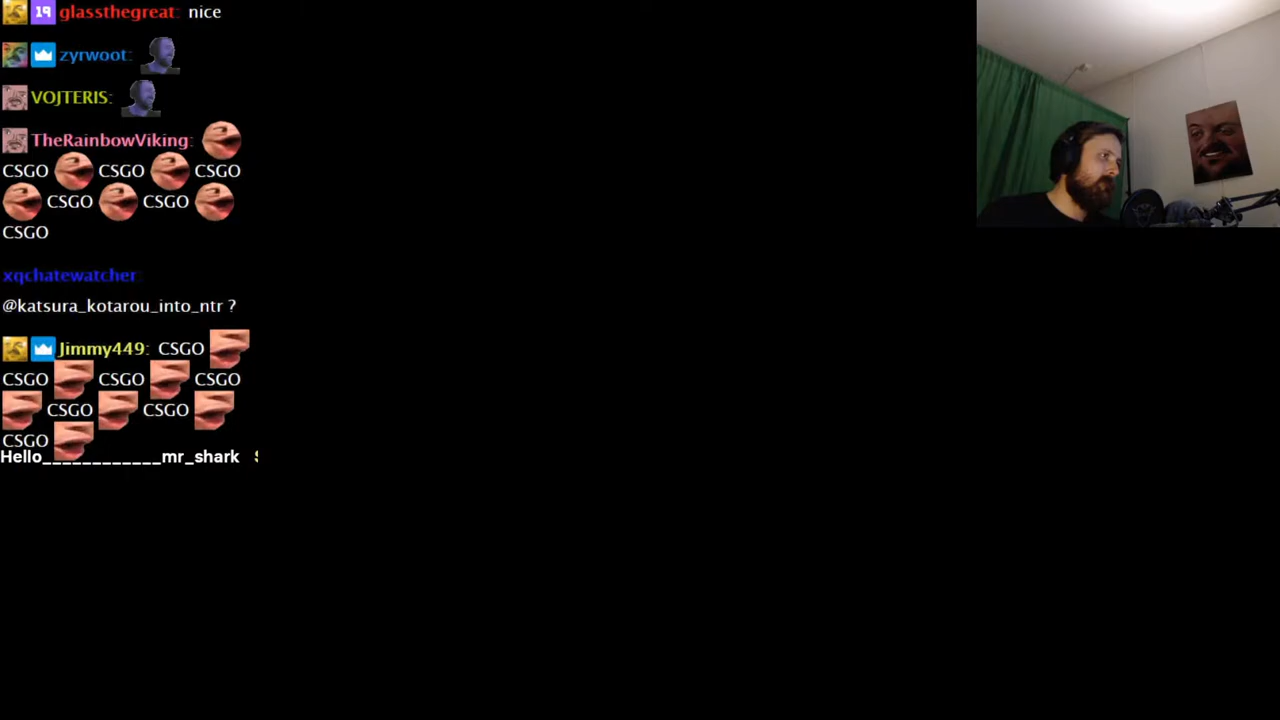 19 glassthegreat: nice
zyrwoot:
VOJTERIS:
TheRainbowViking:
CSGO CSGO CSGO
CSGO CSGO
CSGO
xqchatewatcher
@katsura_kotarou_into_ntr ?
Jimmy449: CSGO
CSGO CSGO CSGO
CSGO CSGO
CSGO
Hello____________mr_shark